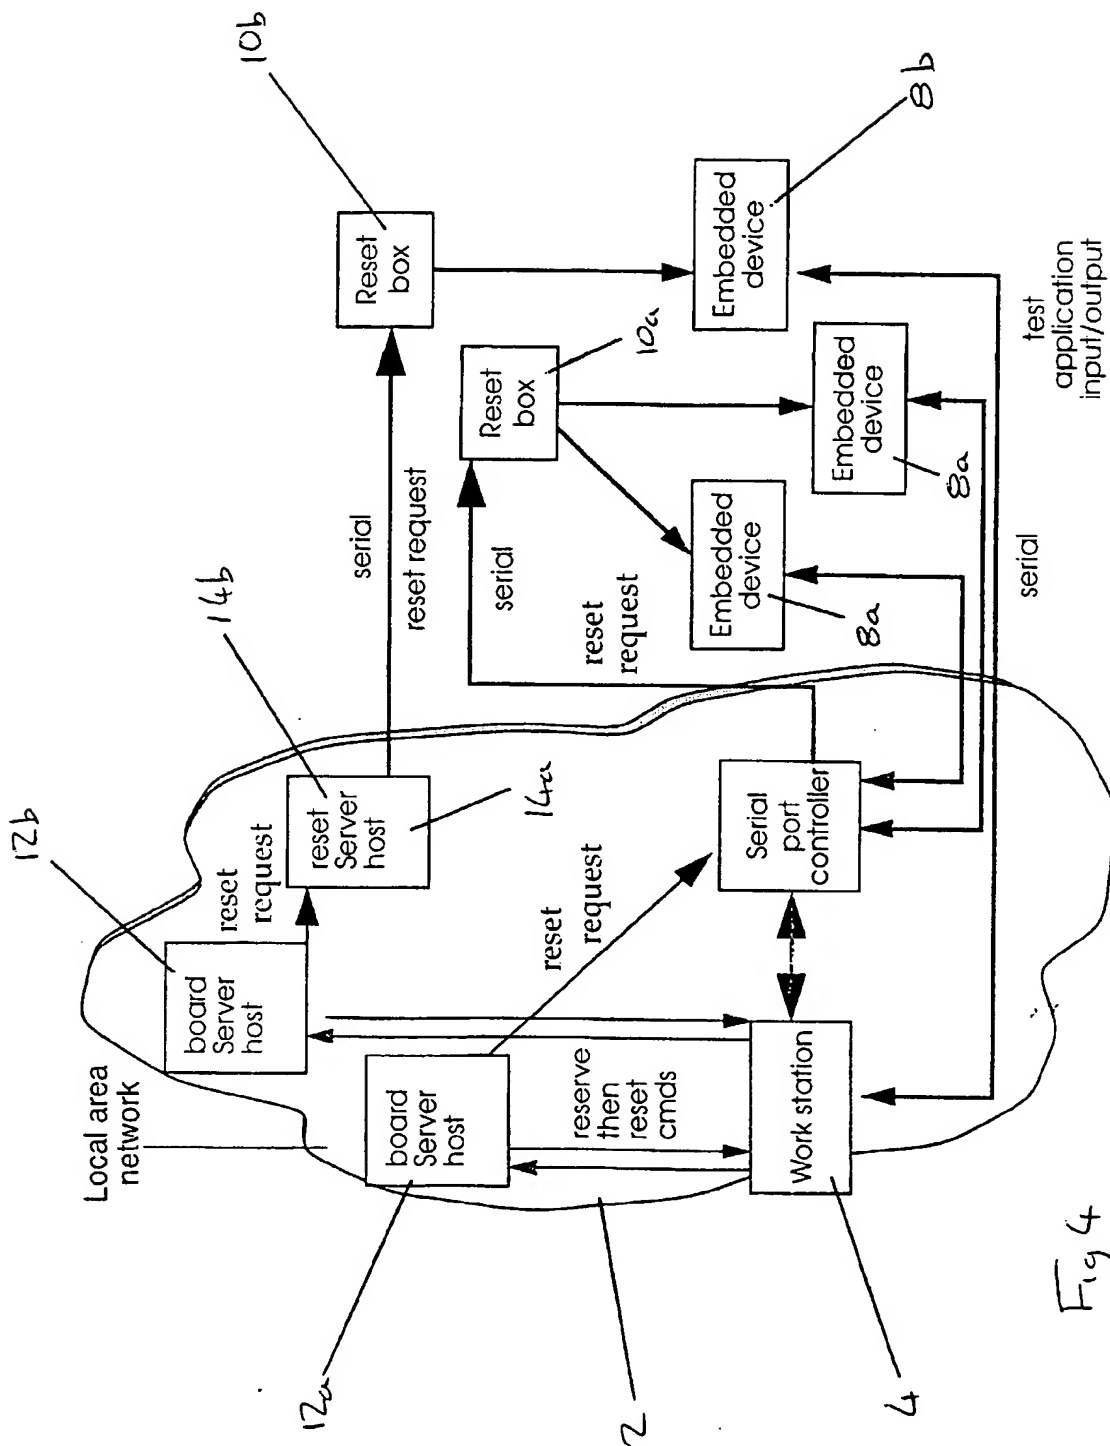 Local area
network
12b
board
Server
host
reset
request
14b
reset
Server
host
14a
serial
reset request
Reset
box
10b
12a
board
Server
host
reserve
then
reset
cmds
reset
request
serial
reset
request
Reset
box
10a
2
4
Work station
Serial
port
controller
Embedded
device
8a
Embedded
device
8a
Embedded
device
8b
serial
test
application
input/output
Fig 4